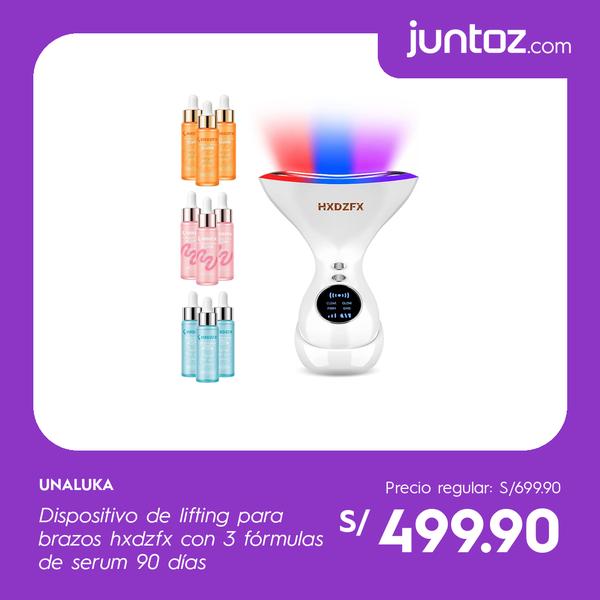 juntoz.com
HXDZFX
HXDZFX
UNALUKA
Dispositivo de lifting para
brazos hxdzfx con 3 fórmulas
de serum 90 días
Precio regular: S/699.90
S/ 499.90